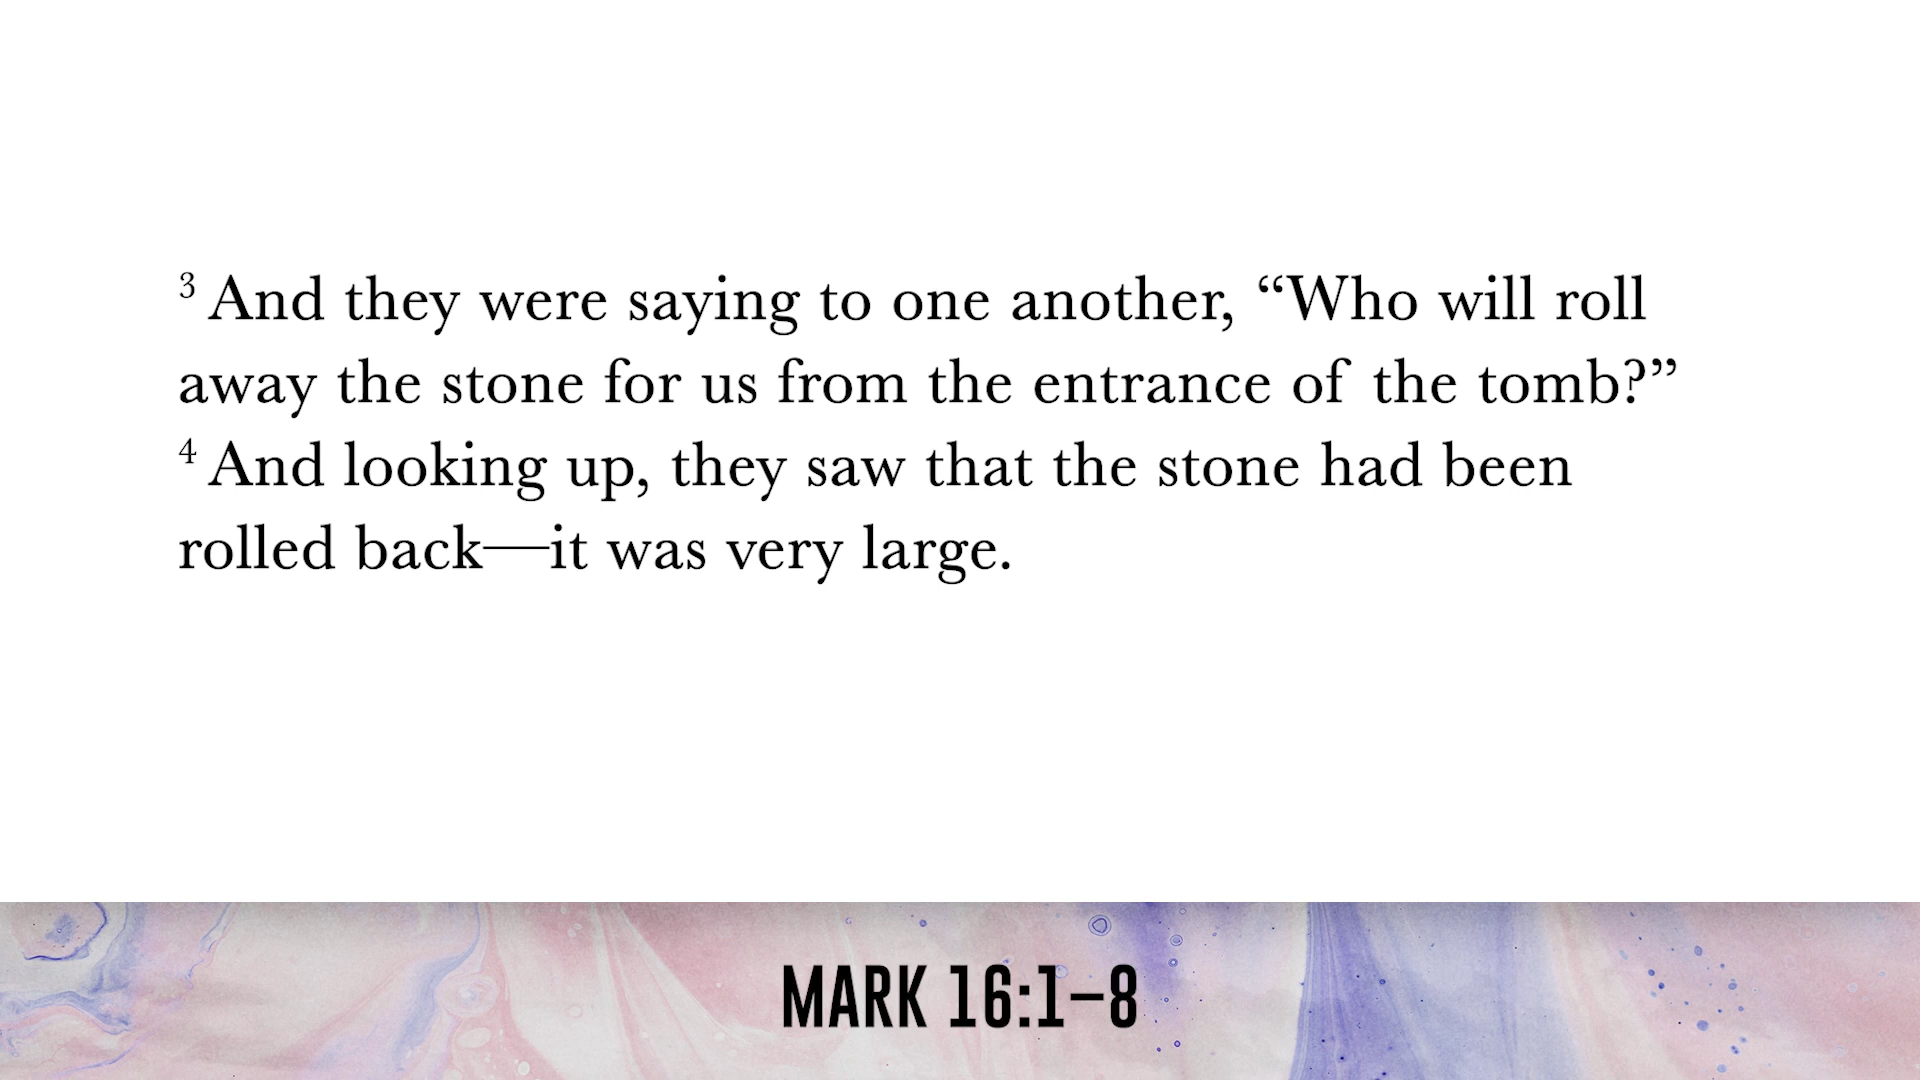 3 And they were saying to one another, “Who will roll
away the stone for us from the entrance of the tomb?”
4 And looking up, they saw that the stone had been
rolled back—it was very large.
MARK 16:1–8